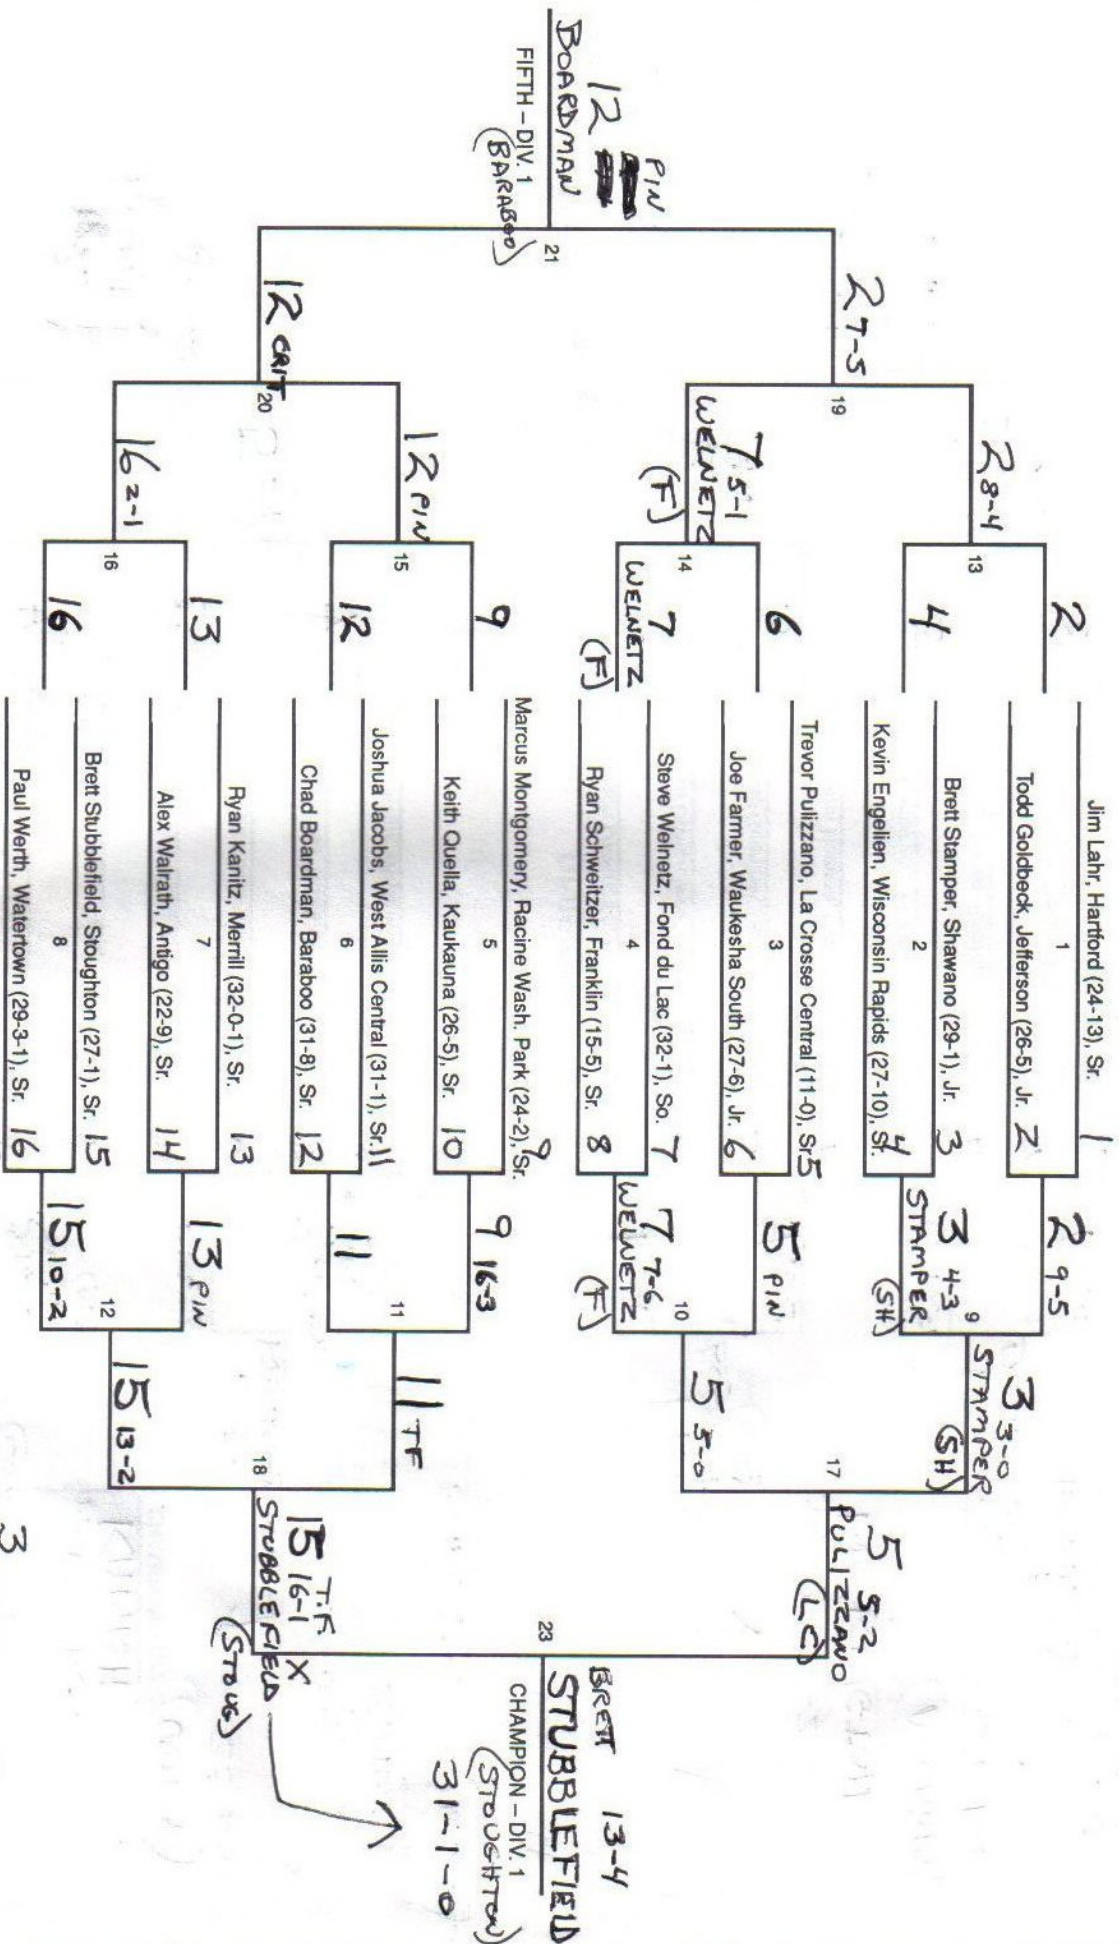 Jim Lahr, Hartford (24-13), Sr. 1
1
Todd Goldbeck, Jefferson (26-5), Jr. 2
Brett Stamper, Shawano (29-1), Jr. 3
2
Kevin Engelien, Wisconsin Rapids (27-10), Sr. 4
Trevor Pulizzano, La Crosse Central (11-0), Sr. 5
3
Joe Farmer, Waukesha South (27-6), Jr. 6
Steve Welnetz, Fond du Lac (32-1), So. 7
4
Ryan Schweitzer, Franklin (15-5), Sr. 8
Marcus Montgomery, Racine Wash. Park (24-2), Sr. 9
5
Keith Quella, Kaukauna (26-5), Sr. 10
Joshua Jacobs, West Allis Central (31-1), Sr. 11
6
Chad Boardman, Baraboo (31-8), Sr. 12
Ryan Kanitz, Merrill (32-0-1), Sr. 13
7
Alex Walrath, Antigo (22-9), Sr. 14
Brett Stubblefield, Stoughton (27-1), Sr. 15
8
Paul Werth, Watertown (29-3-1), Sr. 16
2 9-5
9
3 4-3
STAMPER
(SH)
5 PIN
10
7 7-6
WELNETZ
(F)
9 16-3
11
11
13 PIN
12
15 10-2
3 3-0
STAMPER
(SH)
17
5 5-0
11 TF
18
15 13-2
5
PULIZZANO
(LC)
23
15 T.F.
16-1
STUBBLEFIELD X
(STOUG)
BRETT 13-4
STUBBLEFIELD
CHAMPION – DIV. 1
(STOUGHTON)
31-1-0
2
13
4
6
14
7
WELNETZ
(F)
9
15
12
13
16
16
2 8-4
19
7 5-1
WELNETZ
(F)
12 PIN
20
16 2-1
2 7-5
21
12 CRIT
PIN
12
BOARDMAN
FIFTH – DIV. 1
(BARABOO)
3